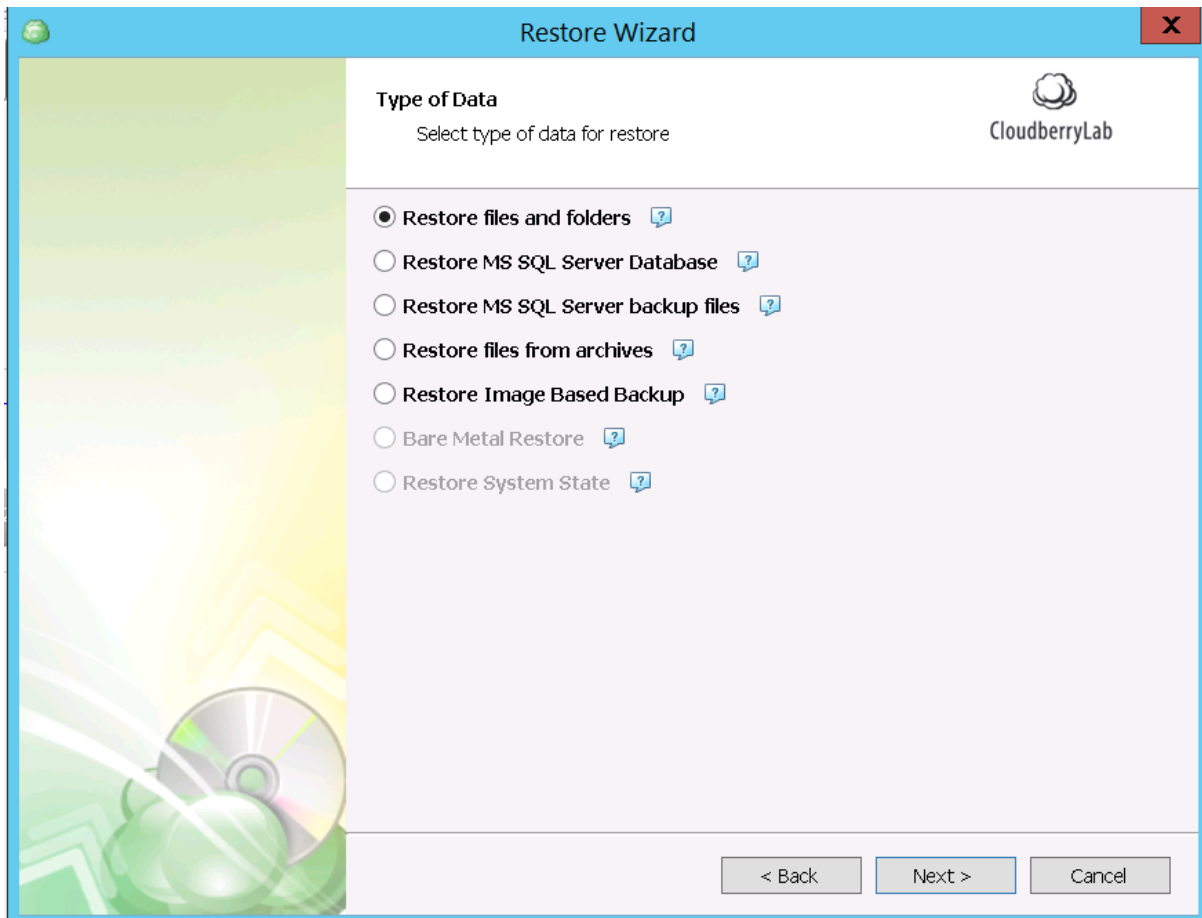 Restore Wizard
X
Type of Data
Select type of data for restore
CloudberryLab
Restore files and folders ?
Restore MS SQL Server Database ?
Restore MS SQL Server backup files ?
Restore files from archives ?
Restore Image Based Backup ?
Bare Metal Restore ?
Restore System State ?
< Back Next > Cancel